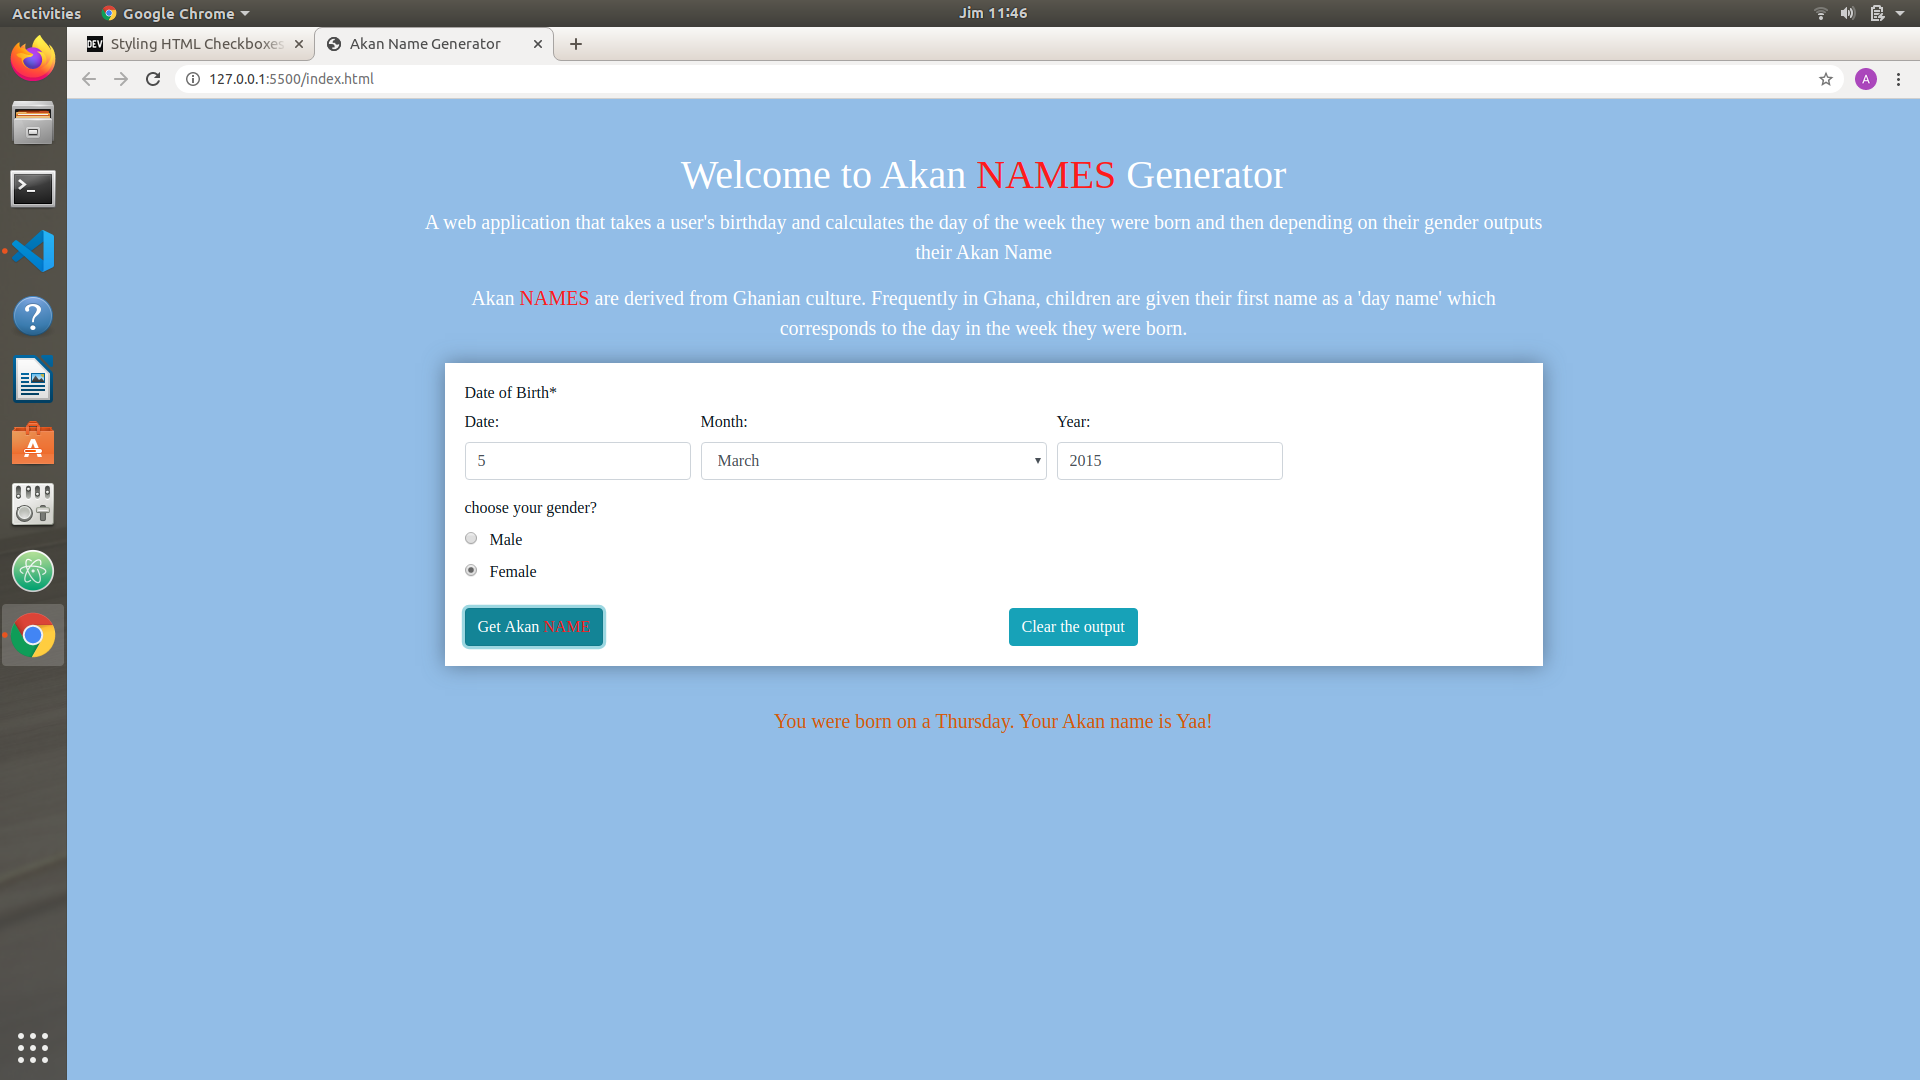 Activities Google Chrome Jim 11:46
DEV Styling HTML Checkboxes Akan Name Generator
127.0.0.1:5500/index.html A
Welcome to Akan NAMES Generator
A web application that takes a user's birthday and calculates the day of the week they were born and then depending on their gender outputs
their Akan Name
Akan NAMES are derived from Ghanian culture. Frequently in Ghana, children are given their first name as a 'day name' which
corresponds to the day in the week they were born.
Date of Birth*
Date: Month: Year:
5 March 2015
choose your gender?
Male
Female
Get Akan NAME Clear the output
You were born on a Thursday. Your Akan name is Yaa!